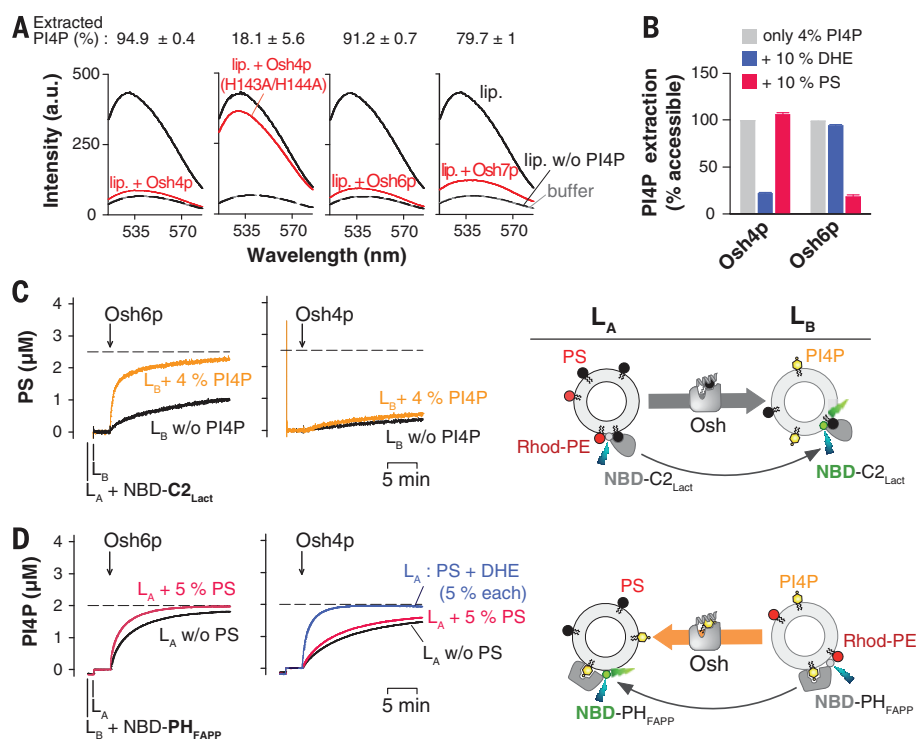 A
Extracted
PI4P (%) : 94.9 ± 0.4 18.1 ± 5.6 91.2 ± 0.7 79.7 ± 1
Intensity (a.u.)
500
250
0
lip. + Osh4p
lip. + Osh4p
(H143A/H144A)
lip. + Osh6p
lip.
lip. + Osh7p
lip. w/o PI4P
buffer
535 570 535 570 535 570 535 570
Wavelength (nm)
B
only 4% PI4P
+ 10 % DHE
+ 10 % PS
PI4P extraction
(% accessible)
150
100
50
0
Osh4p
Osh6p
C
PS (µM)
4
3
2
1
0
Osh6p
L_B + 4 % PI4P
L_B w/o PI4P
L_B
L_A + NBD-C2_Lact
Osh4p
L_B + 4 % PI4P
L_B w/o PI4P
5 min
L_A L_B
PS
PI4P
Osh
Rhod-PE
NBD-C2_Lact
NBD-C2_Lact
D
PI4P (µM)
4
3
2
1
0
Osh6p
L_A + 5 % PS
L_A w/o PS
L_A
L_B + NBD-PH_FAPP
Osh4p
L_A : PS + DHE
(5 % each)
L_A + 5 % PS
L_A w/o PS
5 min
PS
PI4P
Osh
Rhod-PE
NBD-PH_FAPP
NBD-PH_FAPP